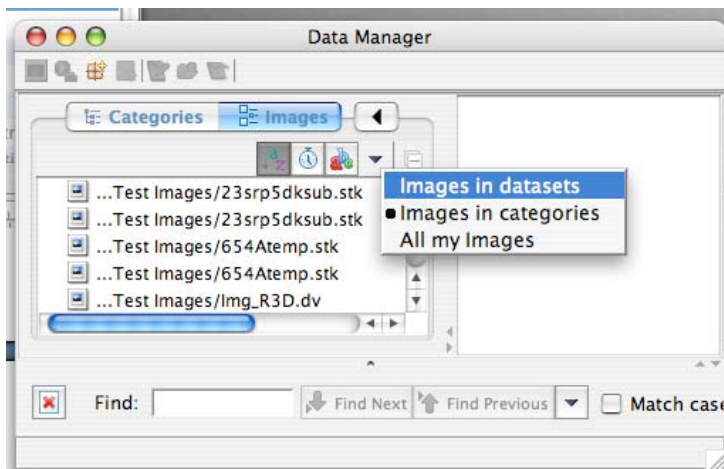 Data Manager
Categories Images
Images in datasets
Images in categories
All my Images
...Test Images/23srp5dksub.stk
...Test Images/23srp5dksub.stk
...Test Images/654Atemp.stk
...Test Images/654Atemp.stk
...Test Images/Img_R3D.dv
Find: Find Next Find Previous Match case